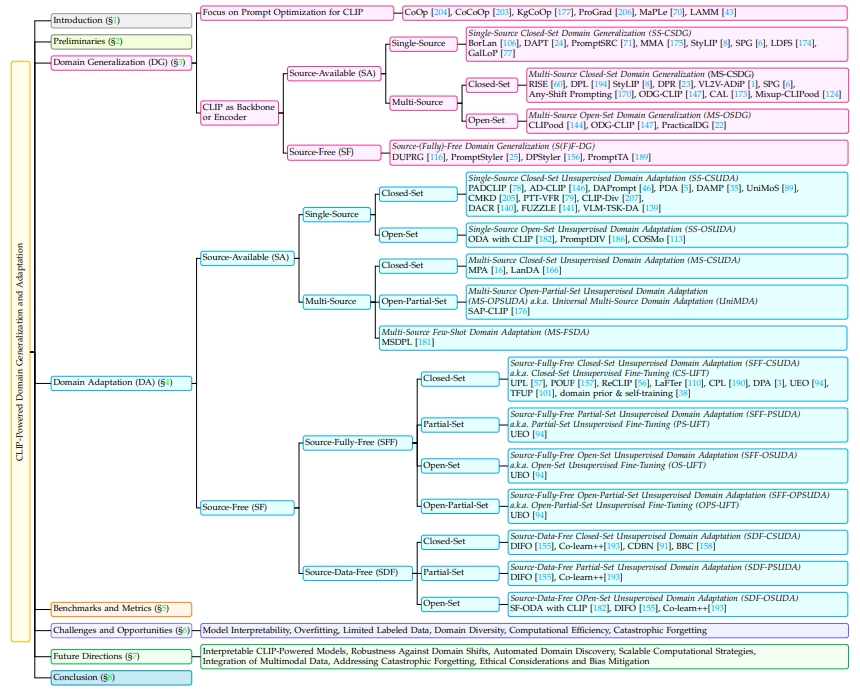 CLIP-Powered Domain Generalization and Adaptation
Introduction (§1)
Preliminaries (§2)
Domain Generalization (DG) (§3)
Focus on Prompt Optimization for CLIP
CoOp [204], CoCoOp [203], KgCoOp [177], ProGrad [206], MaPLe [70], LAMM [43]
CLIP as Backbone
or Encoder
Source-Available (SA)
Single-Source
Single-Source Closed-Set Domain Generalization (SS-CSDG)
BorLan [106], DAPT [24], PromptSRC [71], MMA [175], StyLIP [8], SPG [6], LDFS [174],
GalLoP [77]
Multi-Source
Closed-Set
Multi-Source Closed-Set Domain Generalization (MS-CSDG)
RISE [60], DPL [194] StyLIP [8], DPR [23], VL2V-ADiP [1], SPG [6],
Any-Shift Prompting [170], ODG-CLIP [147], CAL [173], Mixup-CLIPood [124]
Open-Set
Multi-Source Open-Set Domain Generalization (MS-OSDG)
CLIPood [144], ODG-CLIP [147], PracticalDG [22]
Source-Free (SF)
Source-(Fully)-Free Domain Generalization (S(F)F-DG)
DUPRG [116], PromptStyler [25], DPStyler [156], PromptTA [189]
Domain Adaptation (DA) (§4)
Source-Available (SA)
Single-Source
Closed-Set
Single-Source Closed-Set Unsupervised Domain Adaptation (SS-CSUDA)
PADCLIP [78], AD-CLIP [146], DAPrompt [46], PDA [5], DAMP [35], UniMoS [89],
CMKD [205], PTT-VFR [79], CLIP-Div [207],
DACR [140], FUZZLE [141], VLM-TSK-DA [139]
Open-Set
Single-Source Open-Set Unsupervised Domain Adaptation (SS-OSUDA)
ODA with CLIP [182], PromptDIV [186], COSMo [113]
Multi-Source
Closed-Set
Multi-Source Closed-Set Unsupervised Domain Adaptation (MS-CSUDA)
MPA [16], LanDA [166]
Open-Partial-Set
Multi-Source Open-Partial-Set Unsupervised Domain Adaptation
(MS-OPSUDA) a.k.a. Universal Multi-Source Domain Adaptation (UniMDA)
SAP-CLIP [176]
Multi-Source Few-Shot Domain Adaptation (MS-FSDA)
MSDPL [181]
Source-Free (SF)
Source-Fully-Free (SFF)
Closed-Set
Source-Fully-Free Closed-Set Unsupervised Domain Adaptation (SFF-CSUDA)
a.k.a. Closed-Set Unsupervised Fine-Tuning (CS-UFT)
UPL [57], POUF [157], ReCLIP [56], LaFTer [110], CPL [190], DPA [3], UEO [94],
TFUP [101], domain prior & self-training [38]
Partial-Set
Source-Fully-Free Partial-Set Unsupervised Domain Adaptation (SFF-PSUDA)
a.k.a. Partial-Set Unsupervised Fine-Tuning (PS-UFT)
UEO [94]
Open-Set
Source-Fully-Free Open-Set Unsupervised Domain Adaptation (SFF-OSUDA)
a.k.a. Open-Set Unsupervised Fine-Tuning (OS-UFT)
UEO [94]
Open-Partial-Set
Source-Fully-Free Open-Partial-Set Unsupervised Domain Adaptation (SFF-OPSUDA)
a.k.a. Open-Partial-Set Unsupervised Fine-Tuning (OPS-UFT)
UEO [94]
Source-Data-Free (SDF)
Closed-Set
Source-Data-Free Closed-Set Unsupervised Domain Adaptation (SDF-CSUDA)
DIFO [155], Co-learn++[193], CDBN [91], BBC [158]
Partial-Set
Source-Data-Free Partial-Set Unsupervised Domain Adaptation (SDF-PSUDA)
DIFO [155], Co-learn++[193]
Open-Set
Source-Data-Free OPen-Set Unsupervised Domain Adaptation (SDF-OSUDA)
SF-ODA with CLIP [182], DIFO [155], Co-learn++[193]
Benchmarks and Metrics (§5)
Challenges and Opportunities (§6)
Model Interpretability, Overfitting, Limited Labeled Data, Domain Diversity, Computational Efficiency, Catastrophic Forgetting
Future Directions (§7)
Interpretable CLIP-Powered Models, Robustness Against Domain Shifts, Automated Domain Discovery, Scalable Computational Strategies,
Integration of Multimodal Data, Addressing Catastrophic Forgetting, Ethical Considerations and Bias Mitigation
Conclusion (§8)